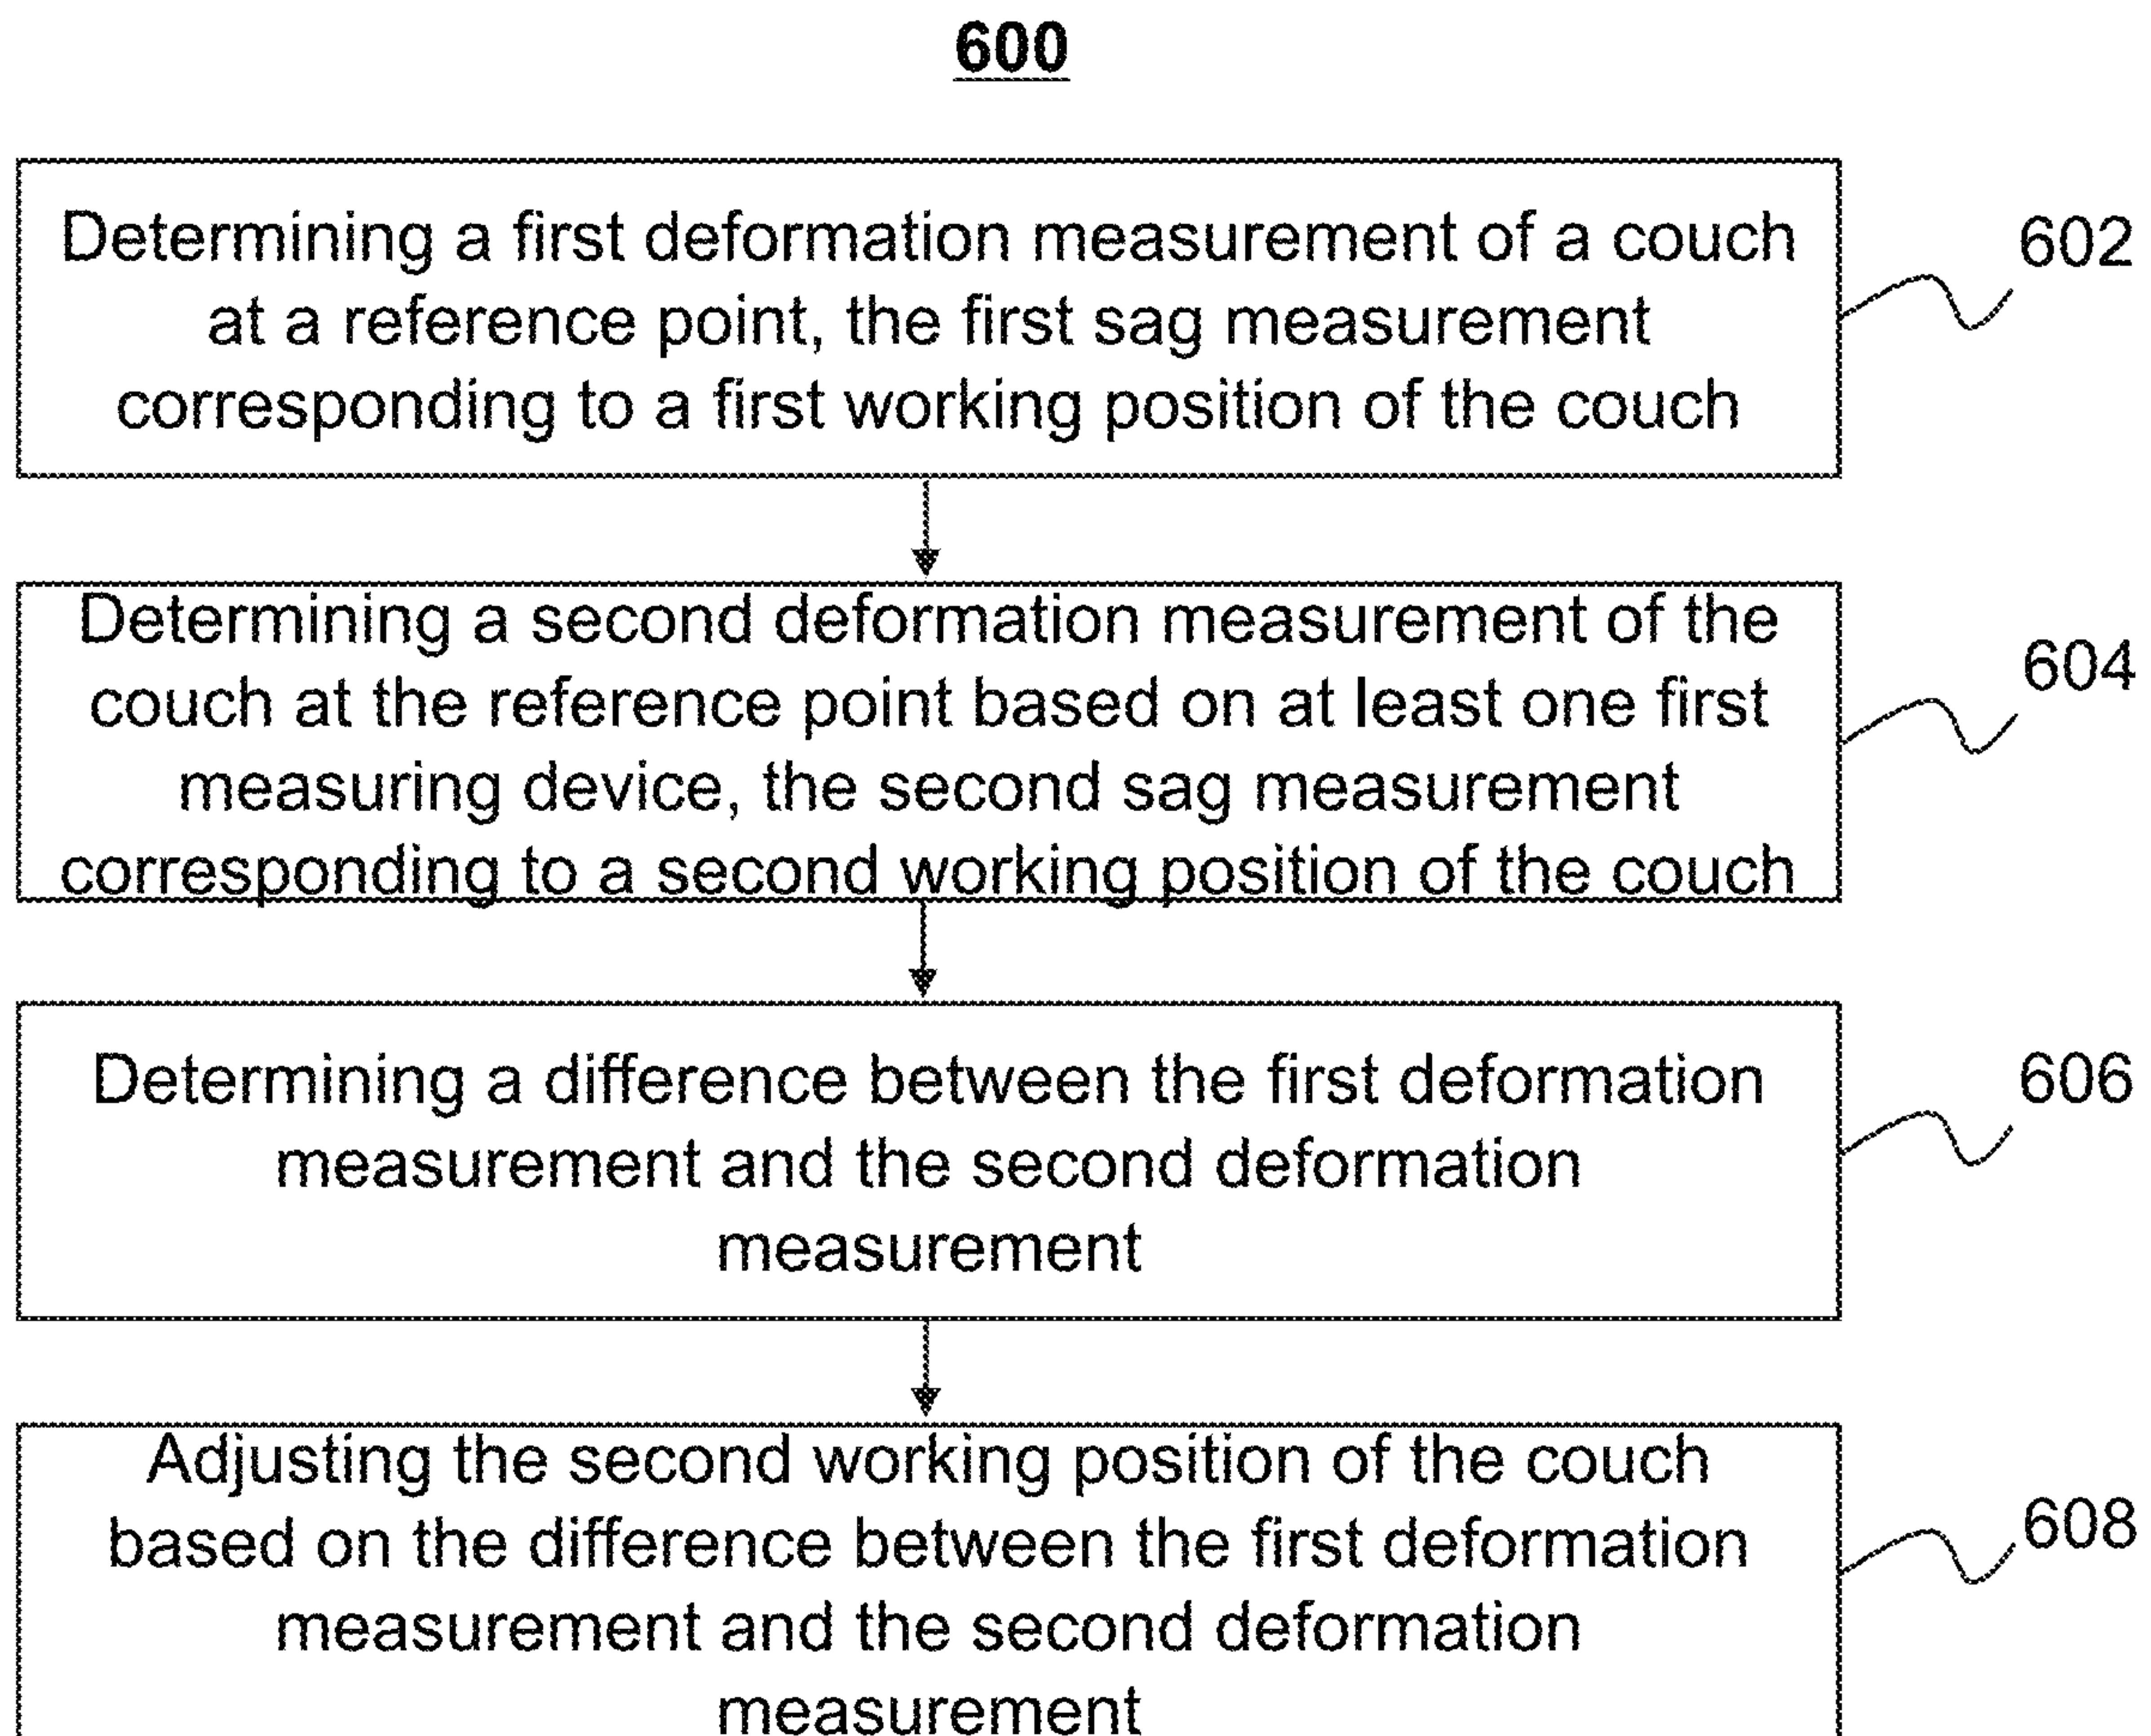 600
Determining a first deformation measurement of a couch
at a reference point, the first sag measurement
corresponding to a first working position of the couch
602
Determining a second deformation measurement of the
couch at the reference point based on at least one first
measuring device, the second sag measurement
corresponding to a second working position of the couch
604
Determining a difference between the first deformation
measurement and the second deformation
measurement
606
Adjusting the second working position of the couch
based on the difference between the first deformation
measurement and the second deformation
measurement
608